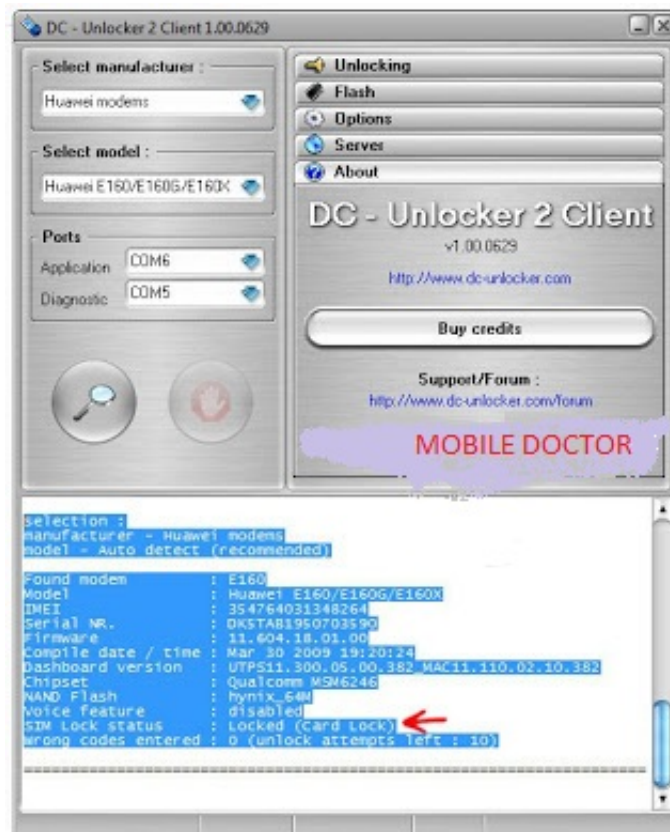 DC - Unlocker 2 Client 1.00.0629
Select manufacturer :
Huawei modems
Select model :
Huawei E160/E160G/E160X
Ports
Application COM6
Diagnostic COM5
Unlocking
Flash
Options
Server
About
DC - Unlocker 2 Client
v1.00.0629
http://www.dc-unlocker.com
Buy credits
Support/Forum :
http://www.dc-unlocker.com/forum
MOBILE DOCTOR
selection :
manufacturer - Huawei modems
model - Auto detect (recommended)
Found modem : E160
Model : Huawei E160/E160G/E160X
IMEI : 354764031348264
Serial NR. : DK5TAB1950703590
Firmware : 11.604.18.01.00
Compile date / time : Mar 30 2009 19:20:24
Dashboard version : UTPS11.300.05.00.382_MAC11.110.02.10.382
Chipset : Qualcomm MSM6246
NAND Flash : hynix_64M
Voice feature : disabled
SIM Lock status : Locked (Card Lock)
Wrong codes entered : 0 (unlock attempts left : 10)